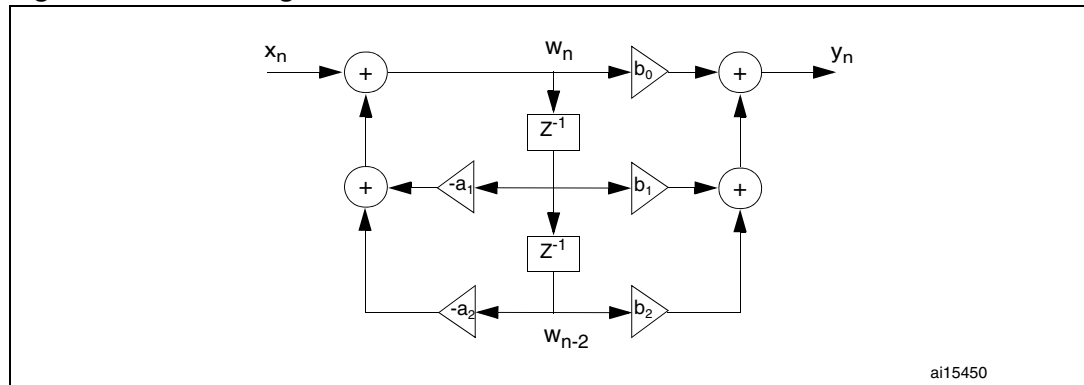 xₙ wₙ yₙ
+ b₀ +
Z⁻¹
+ -a₁ b₁ +
Z⁻¹
-a₂ b₂
wₙ₋₂
ai15450